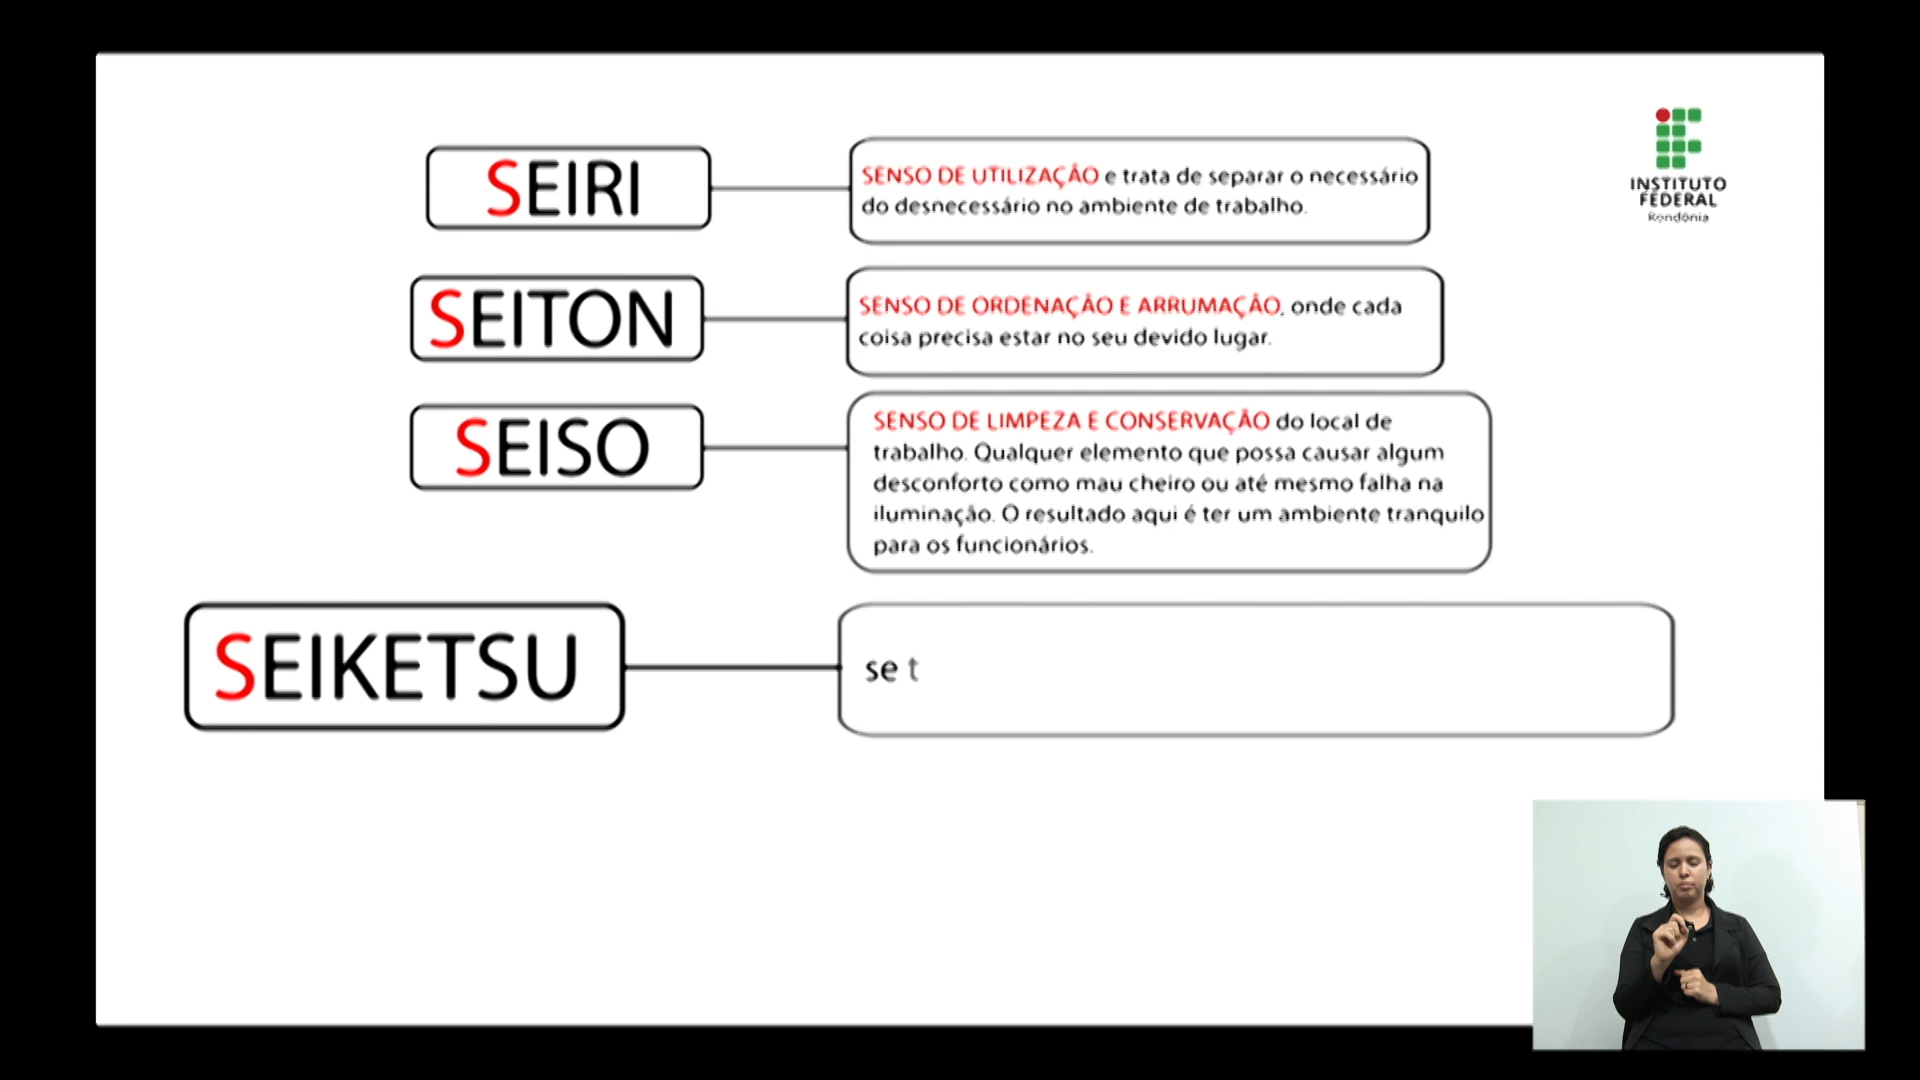 SEIRI
SENSO DE UTILIZAÇÃO e trata de separar o necessário
do desnecessário no ambiente de trabalho.
INSTITUTO
FEDERAL
Rondônia
SEITON
SENSO DE ORDENAÇÃO E ARRUMAÇÃO, onde cada
coisa precisa estar no seu devido lugar.
SEISO
SENSO DE LIMPEZA E CONSERVAÇÃO do local de
trabalho. Qualquer elemento que possa causar algum
desconforto como mau cheiro ou até mesmo falha na
iluminação. O resultado aqui é ter um ambiente tranquilo
para os funcionários.
SEIKETSU
se t